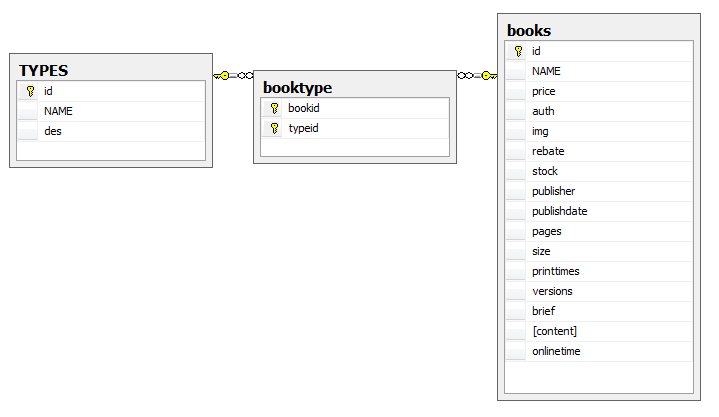 TYPES
id
NAME
des
booktype
bookid
typeid
books
id
NAME
price
auth
img
rebate
stock
publisher
publishdate
pages
size
printtimes
versions
brief
[content]
onlinetime